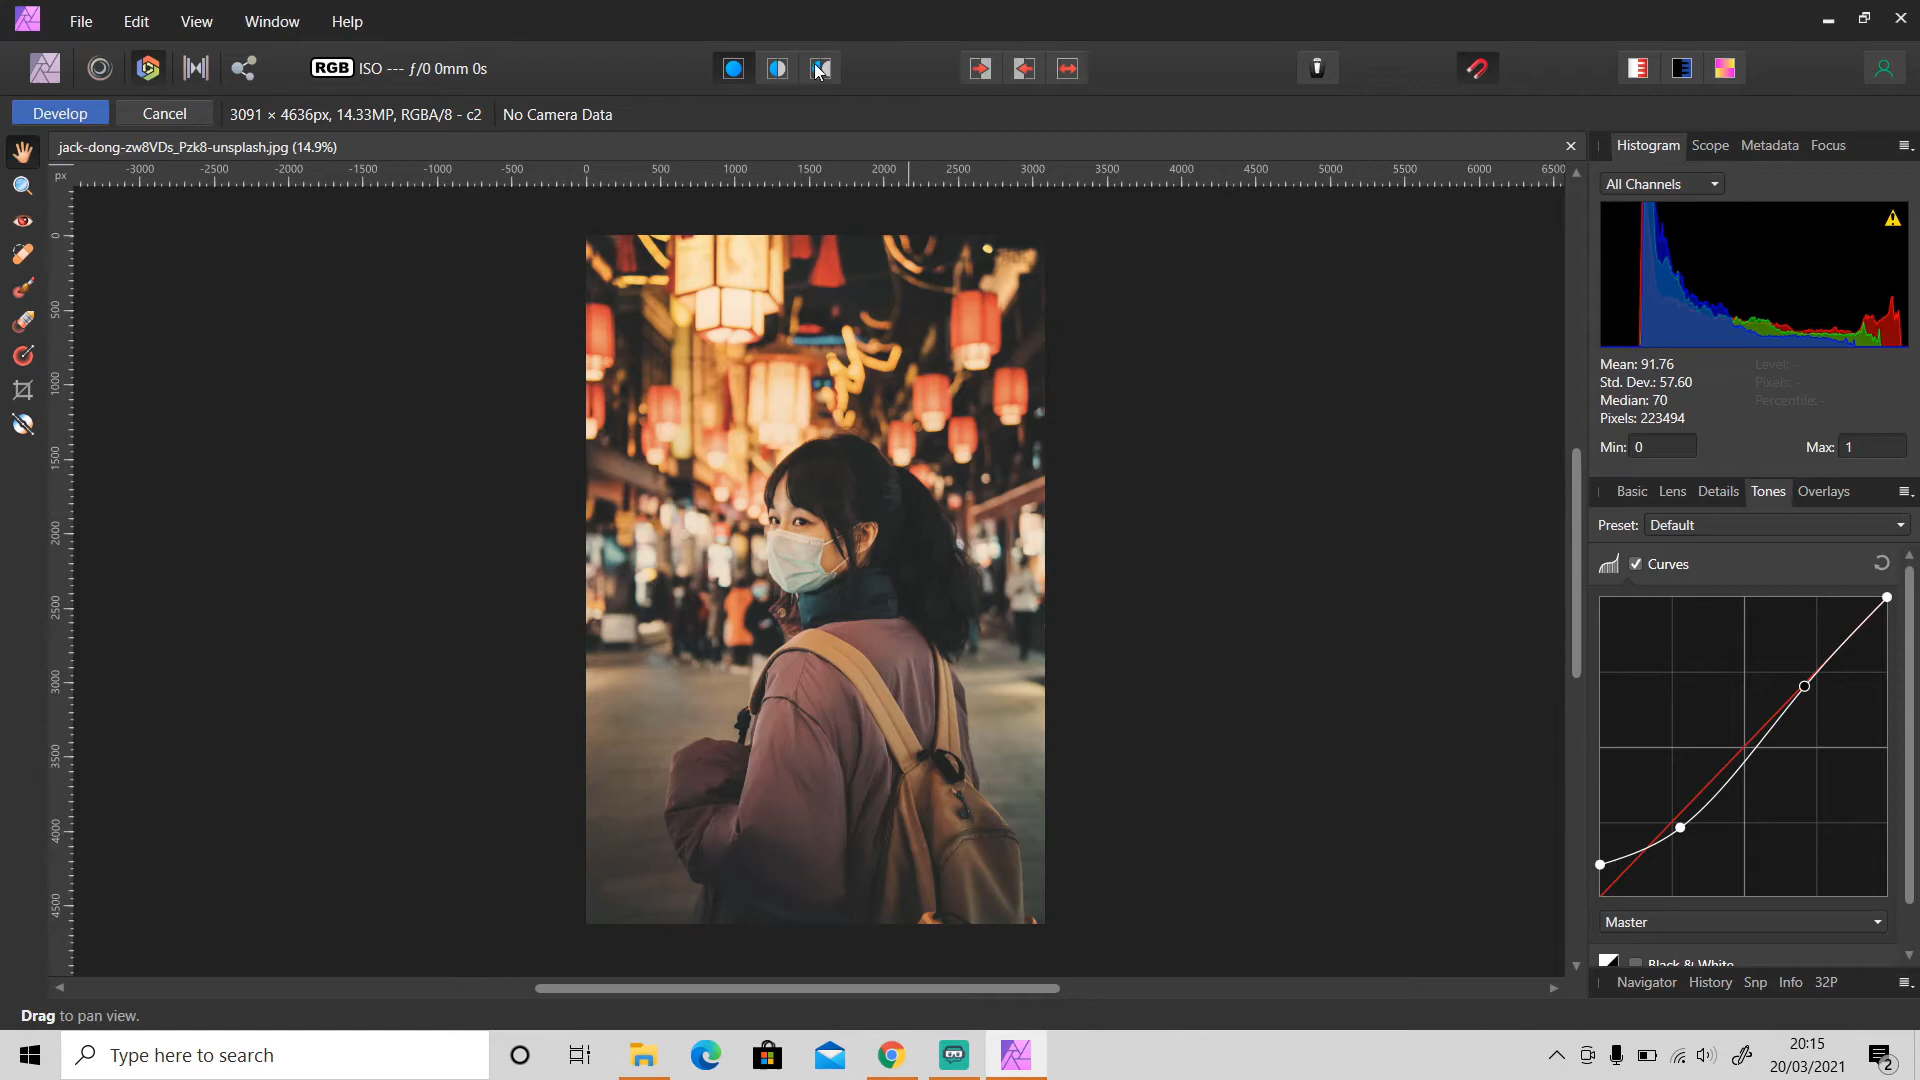 File Edit View Window Help
RGB ISO --- ƒ/0 0mm 0s
Develop Cancel 3091 × 4636px, 14.33MP, RGBA/8 - c2 No Camera Data
jack-dong-zw8VDs_Pzk8-unsplash.jpg (14.9%)
px -3000 -2500 -2000 -1500 -1000 -500 0 500 1000 1500 2000 2500 3000 3500 4000 4500 5000 5500 6000 6500
0
500
1000
1500
2000
2500
3000
3500
4000
4500
Histogram Scope Metadata Focus
All Channels
Mean: 91.76 Level: -
Std. Dev.: 57.60 Pixels: -
Median: 70 Percentile: -
Pixels: 223494
Min: 0 Max: 1
Basic Lens Details Tones Overlays
Preset: Default
Curves
Master
Black & White
Navigator History Snp Info 32P
Drag to pan view.
Type here to search
20:15
20/03/2021
2